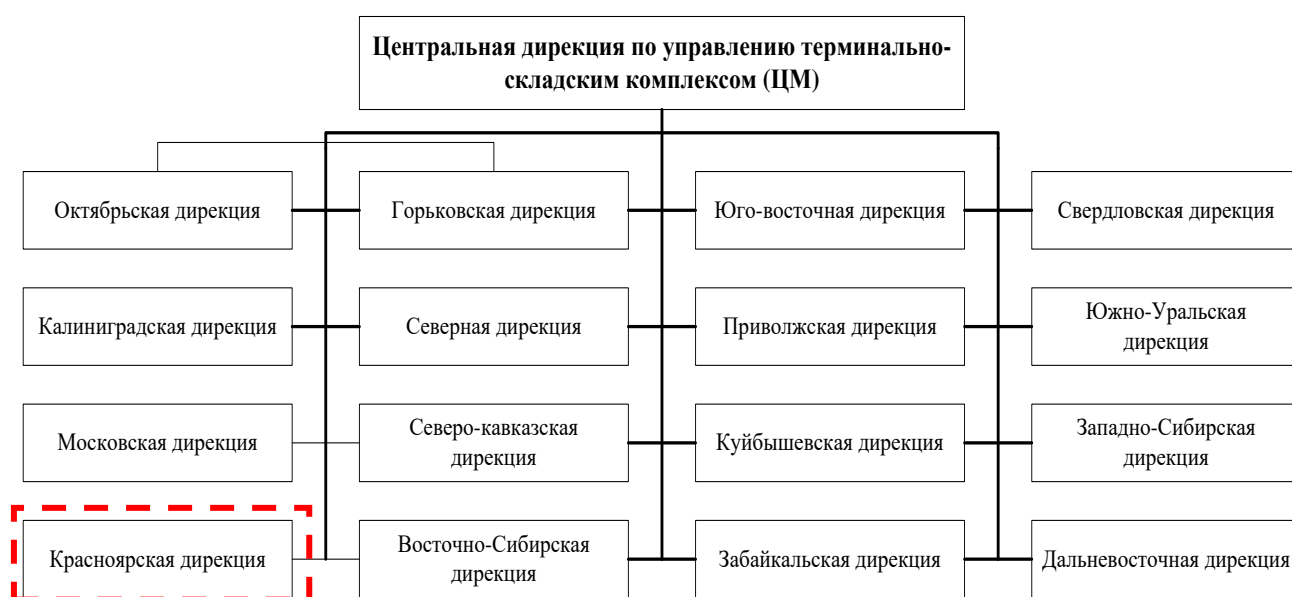 Центральная дирекция по управлению терминально-
складским комплексом (ЦМ)
Октябрьская дирекция
Горьковская дирекция
Юго-восточная дирекция
Свердловская дирекция
Калининградская дирекция
Северная дирекция
Приволжская дирекция
Южно-Уральская
дирекция
Московская дирекция
Северо-кавказская
дирекция
Куйбышевская дирекция
Западно-Сибирская
дирекция
Красноярская дирекция
Восточно-Сибирская
дирекция
Забайкальская дирекция
Дальневосточная дирекция